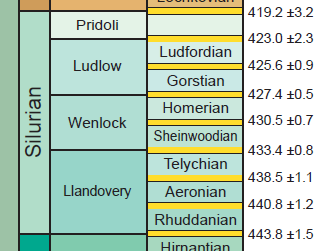 Lochkovian
419.2 ±3.2
Pridoli
423.0 ±2.3
Ludfordian
Ludlow
425.6 ±0.9
Gorstian
427.4 ±0.5
Homerian
430.5 ±0.7
Wenlock
Sheinwoodian
433.4 ±0.8
Silurian
Telychian
438.5 ±1.1
Llandovery
Aeronian
440.8 ±1.2
Rhuddanian
443.8 ±1.5
Hirnantian